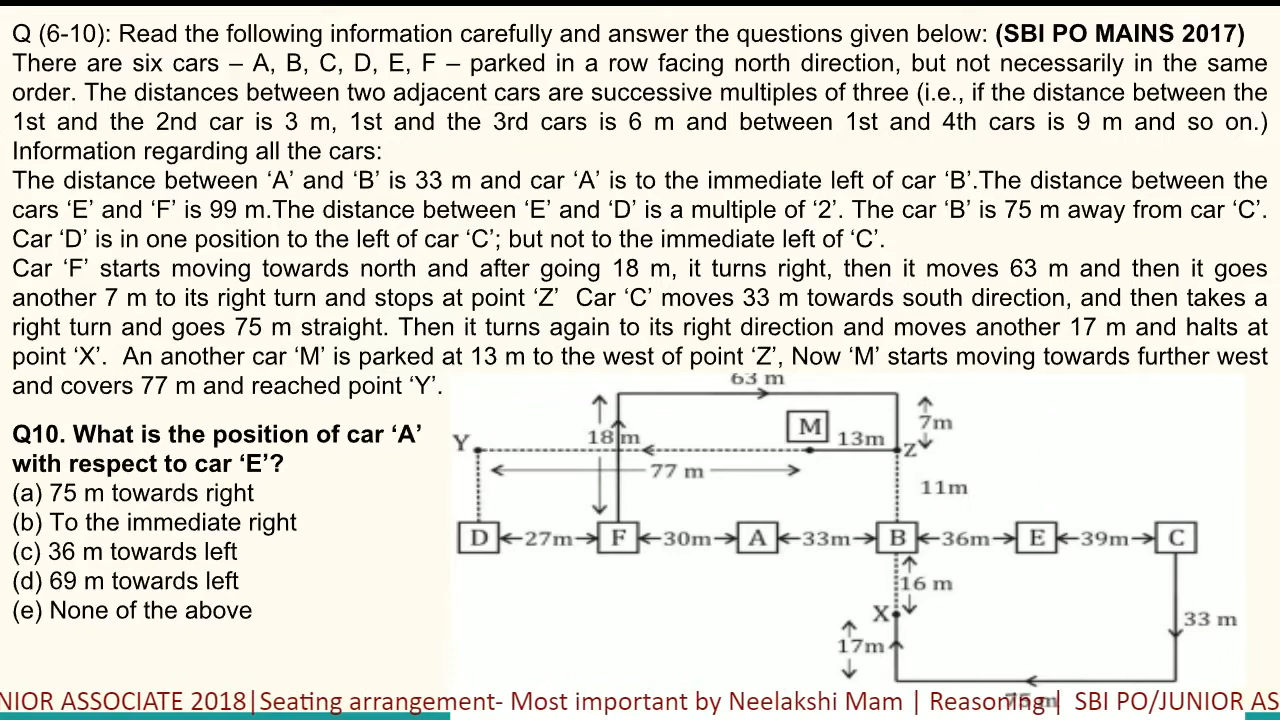 Q (6-10): Read the following information carefully and answer the questions given below: (SBI PO MAINS 2017)
There are six cars – A, B, C, D, E, F – parked in a row facing north direction, but not necessarily in the same
order. The distances between two adjacent cars are successive multiples of three (i.e., if the distance between the
1st and the 2nd car is 3 m, 1st and the 3rd cars is 6 m and between 1st and 4th cars is 9 m and so on.)
Information regarding all the cars:
The distance between ‘A’ and ‘B’ is 33 m and car ‘A’ is to the immediate left of car ‘B’.The distance between the
cars ‘E’ and ‘F’ is 99 m.The distance between ‘E’ and ‘D’ is a multiple of ‘2’. The car ‘B’ is 75 m away from car ‘C’.
Car ‘D’ is in one position to the left of car ‘C’; but not to the immediate left of ‘C’.
Car ‘F’ starts moving towards north and after going 18 m, it turns right, then it moves 63 m and then it goes
another 7 m to its right turn and stops at point ‘Z’ Car ‘C’ moves 33 m towards south direction, and then takes a
right turn and goes 75 m straight. Then it turns again to its right direction and moves another 17 m and halts at
point ‘X’. An another car ‘M’ is parked at 13 m to the west of point ‘Z’, Now ‘M’ starts moving towards further west
and covers 77 m and reached point ‘Y’.
Q10. What is the position of car ‘A’
with respect to car ‘E’?
(a) 75 m towards right
(b) To the immediate right
(c) 36 m towards left
(d) 69 m towards left
(e) None of the above
63 m
M
7m
Y
18 m
13m
Z
77 m
11m
D
27m
F
30m
A
33m
B
36m
E
39m
C
16 m
X
33 m
17m
75 m
NIOR ASSOCIATE 2018|Seating arrangement- Most important by Neelakshi Mam | Reasoning| SBI PO/JUNIOR AS